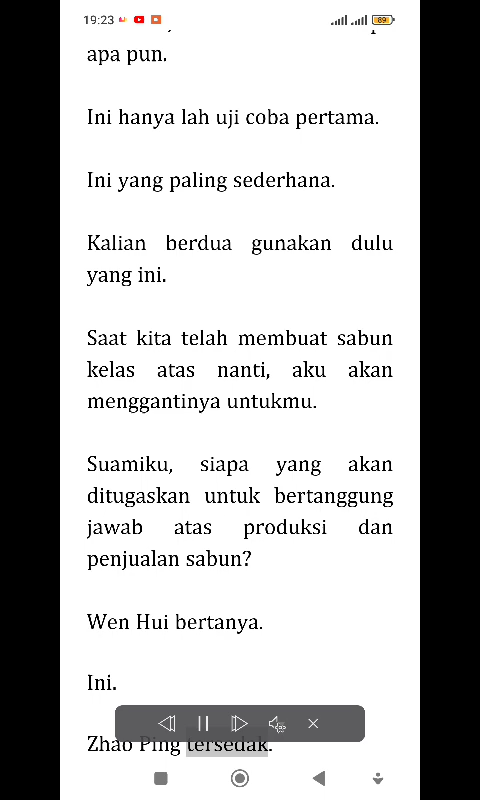 19:23
89
apa pun.
Ini hanya lah uji coba pertama.
Ini yang paling sederhana.
Kalian berdua gunakan dulu
yang ini.
Saat kita telah membuat sabun
kelas atas nanti, aku akan
menggantinya untukmu.
Suamiku, siapa yang akan
ditugaskan untuk bertanggung
jawab atas produksi dan
penjualan sabun?
Wen Hui bertanya.
Ini.
Zhao Ping tersedak.